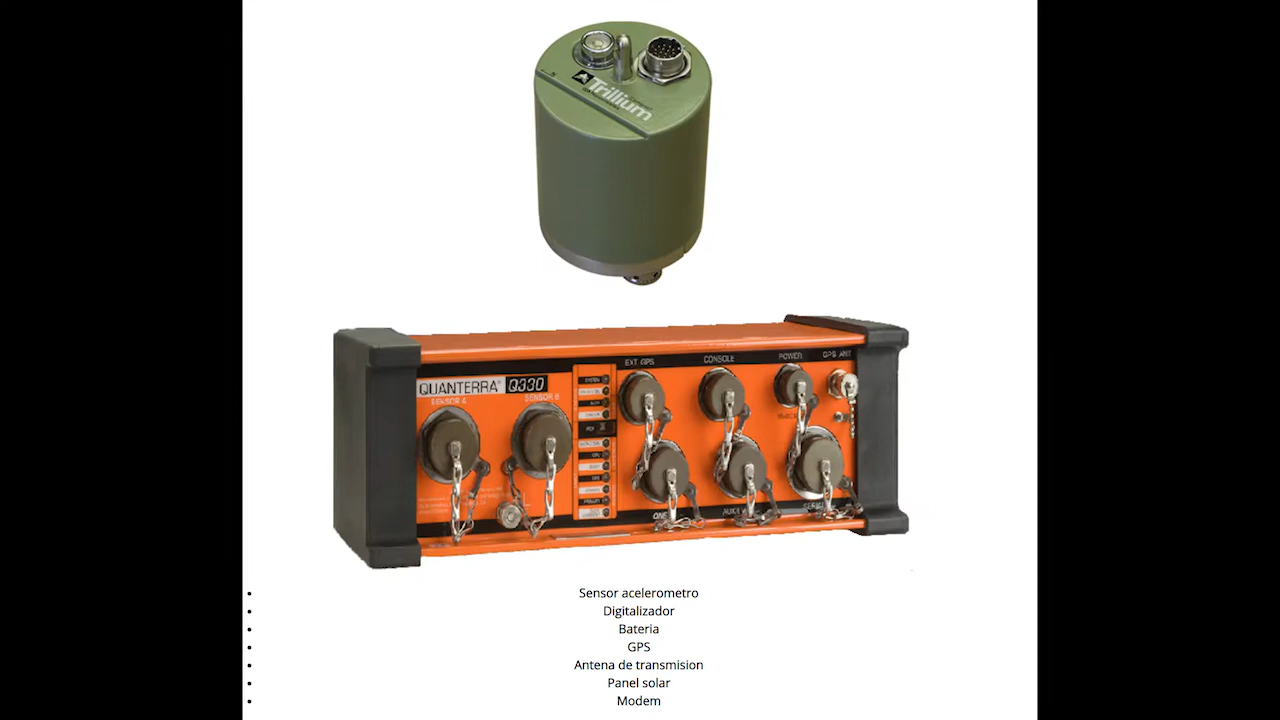 Trillium
EXT GPS
CONSOLE
POWER
GPS ANT
QUANTERRA® Q330
SENSOR A
SENSOR B
Sensor acelerometro
Digitalizador
Bateria
GPS
Antena de transmision
Panel solar
Modem